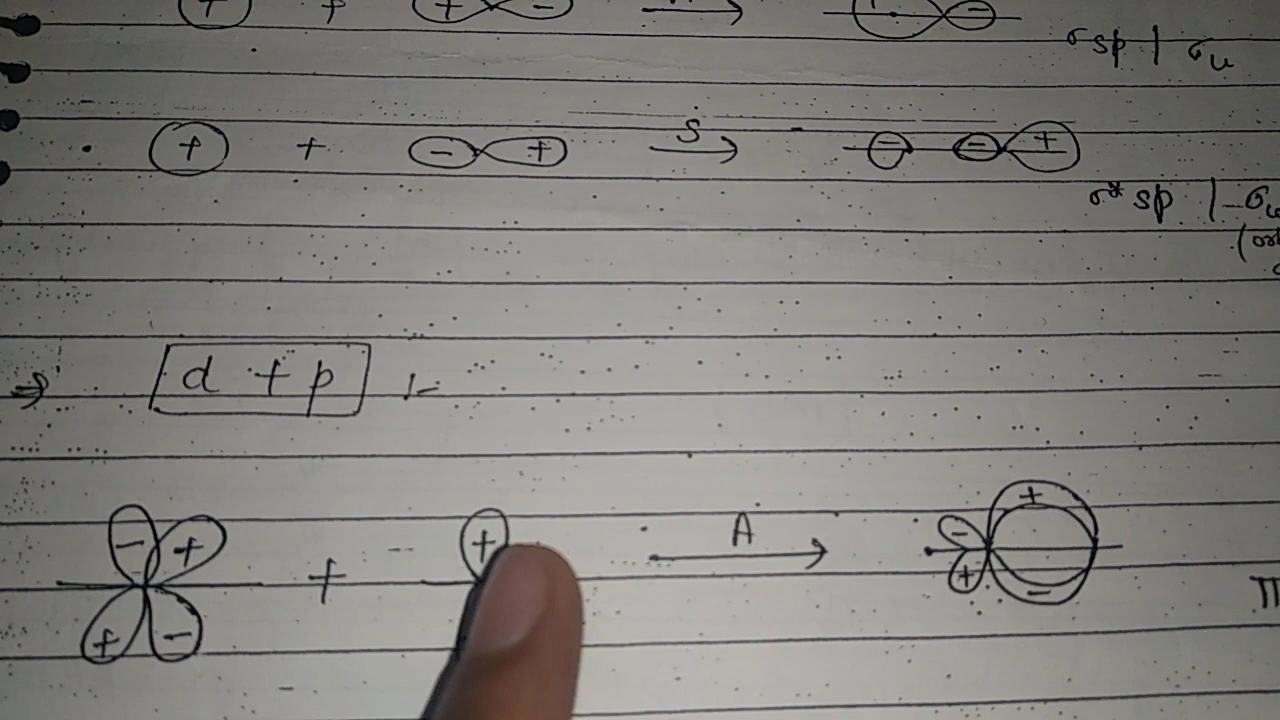 + + + - →
σsp | σu
+ + - + S → - - +
σ* sp | σu
⇒ d + p :-
- + + - + + A → - + + -
π